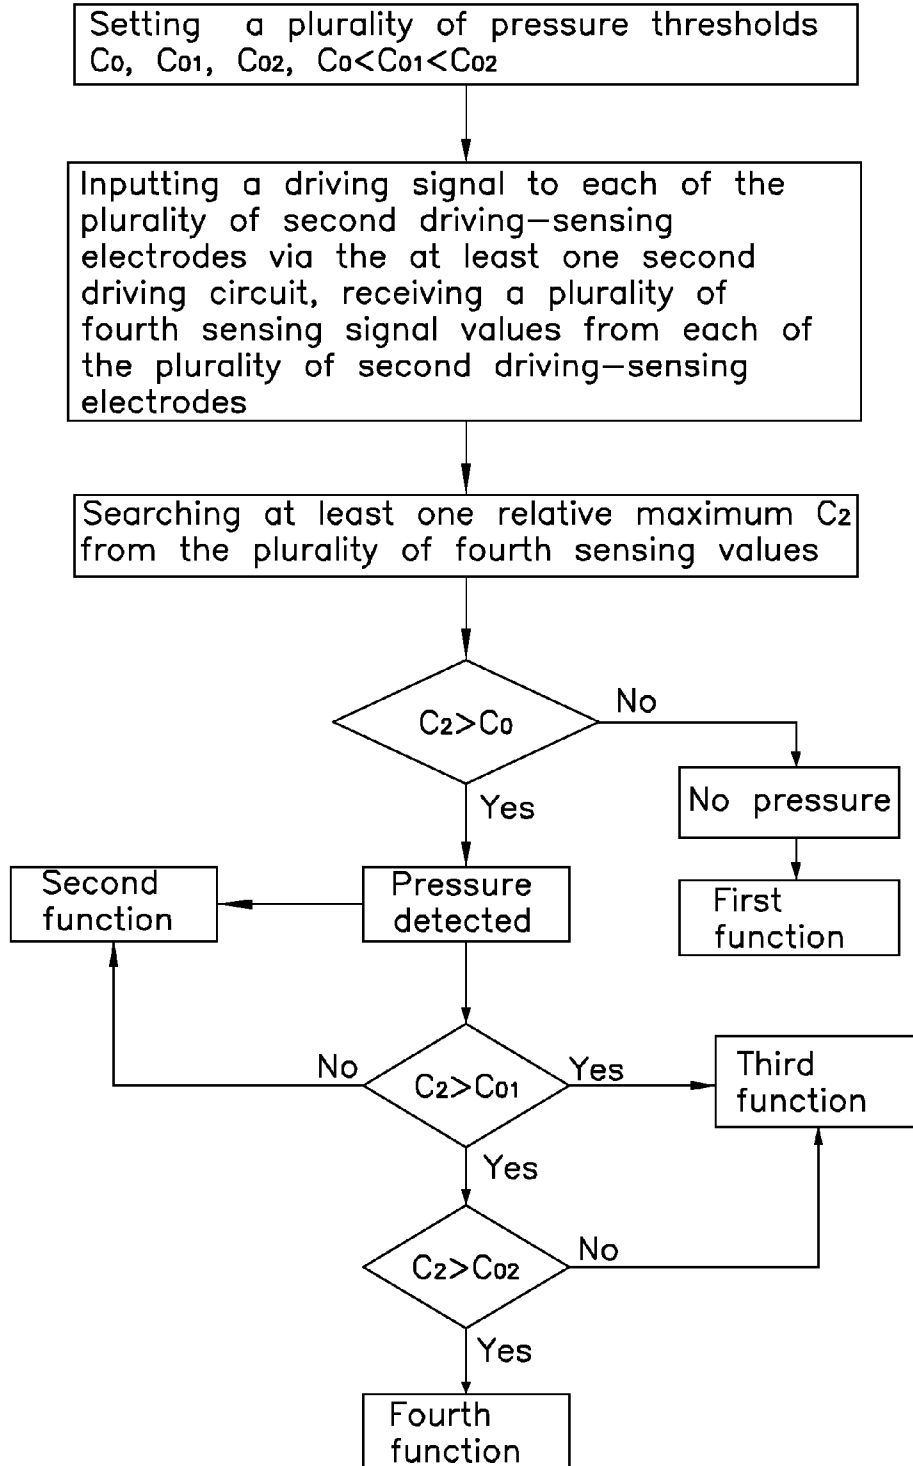 Setting a plurality of pressure thresholds
C0, C01, C02, C0<C01<C02
Inputting a driving signal to each of the
plurality of second driving-sensing
electrodes via the at least one second
driving circuit, receiving a plurality of
fourth sensing signal values from each of
the plurality of second driving-sensing
electrodes
Searching at least one relative maximum C2
from the plurality of fourth sensing values
C2>C0
No
Yes
No pressure
Second
function
Pressure
detected
First
function
No
C2>C01
Yes
Third
function
Yes
C2>C02
No
Yes
Fourth
function